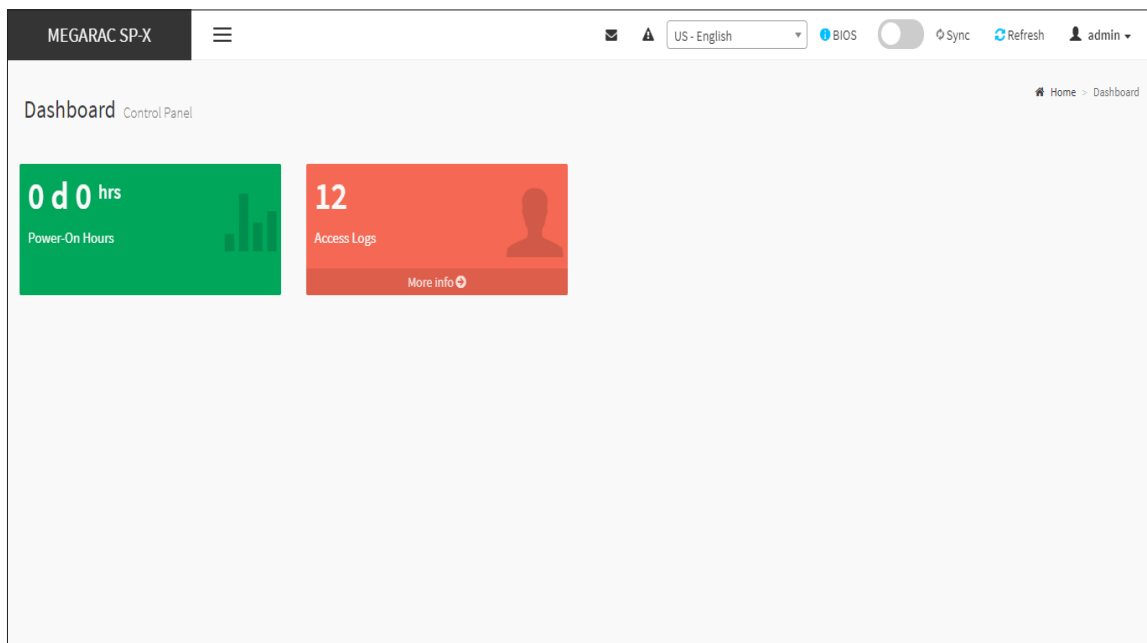 MEGARAC SP-X
US - English
BIOS
Sync
Refresh
admin
Dashboard Control Panel
Home > Dashboard
0 d 0 hrs
Power-On Hours
12
Access Logs
More info